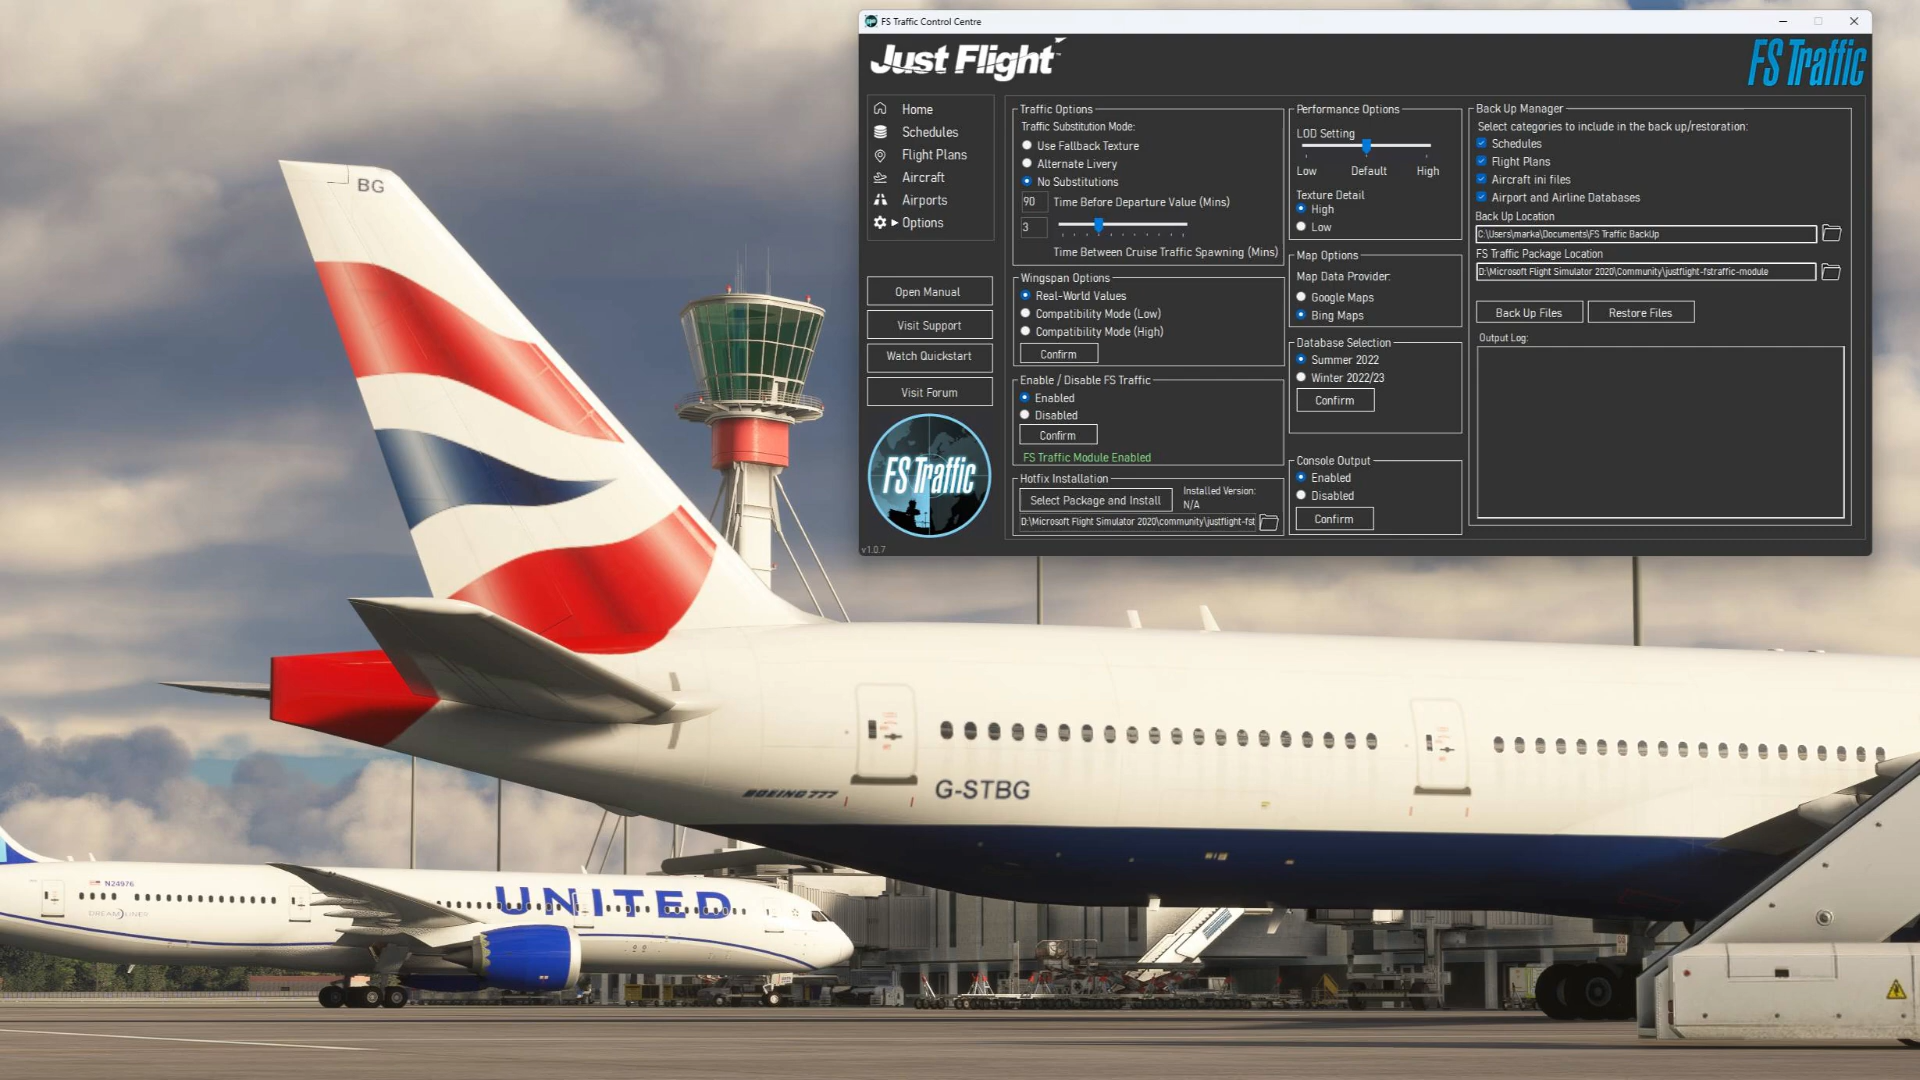 FS Traffic Control Centre
Just Flight
FS Traffic
Home
Schedules
Flight Plans
Aircraft
Airports
Options
Open Manual
Visit Support
Watch Quickstart
Visit Forum
FS Traffic
v1.0.7
Traffic Options
Traffic Substitution Mode:
Use Fallback Texture
Alternate Livery
No Substitutions
90 Time Before Departure Value (Mins)
3
Time Between Cruise Traffic Spawning (Mins)
Wingspan Options
Real-World Values
Compatibility Mode (Low)
Compatibility Mode (High)
Confirm
Enable / Disable FS Traffic
Enabled
Disabled
Confirm
FS Traffic Module Enabled
Hotfix Installation
Select Package and Install
Installed Version:
N/A
D:\Microsoft Flight Simulator 2020\community\justflight-fst
Performance Options
LOD Setting
Low Default High
Texture Detail
High
Low
Map Options
Map Data Provider:
Google Maps
Bing Maps
Database Selection
Summer 2022
Winter 2022/23
Confirm
Console Output
Enabled
Disabled
Confirm
Back Up Manager
Select categories to include in the back up/restoration:
Schedules
Flight Plans
Aircraft ini files
Airport and Airline Databases
Back Up Location
C:\Users\marka\Documents\FS Traffic BackUp
FS Traffic Package Location
D:\Microsoft Flight Simulator 2020\Community\justflight-fstraffic-module
Back Up Files
Restore Files
Output Log:
BG
BOEING 777
G-STBG
N24976
DREAMLINER
UNITED